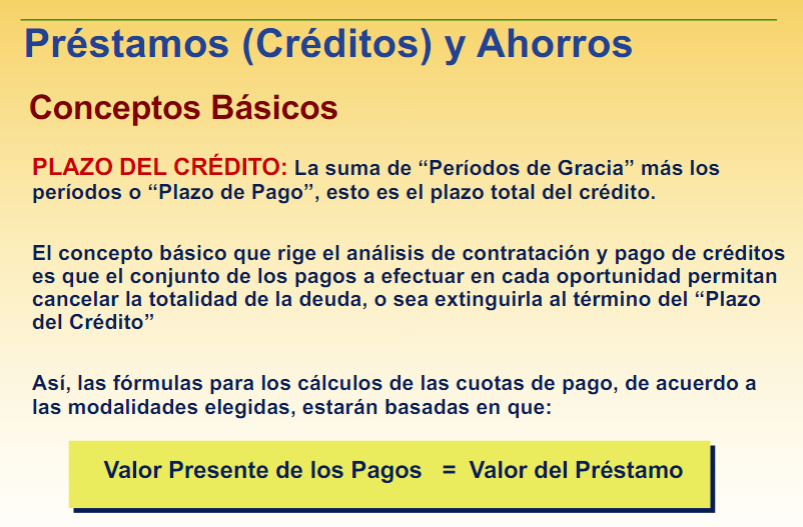 Préstamos (Créditos) y Ahorros
Conceptos Básicos
PLAZO DEL CRÉDITO: La suma de “Períodos de Gracia” más los
períodos o “Plazo de Pago”, esto es el plazo total del crédito.
El concepto básico que rige el análisis de contratación y pago de créditos
es que el conjunto de los pagos a efectuar en cada oportunidad permitan
cancelar la totalidad de la deuda, o sea extinguirla al término del “Plazo
del Crédito”
Así, las fórmulas para los cálculos de las cuotas de pago, de acuerdo a
las modalidades elegidas, estarán basadas en que:
Valor Presente de los Pagos = Valor del Préstamo